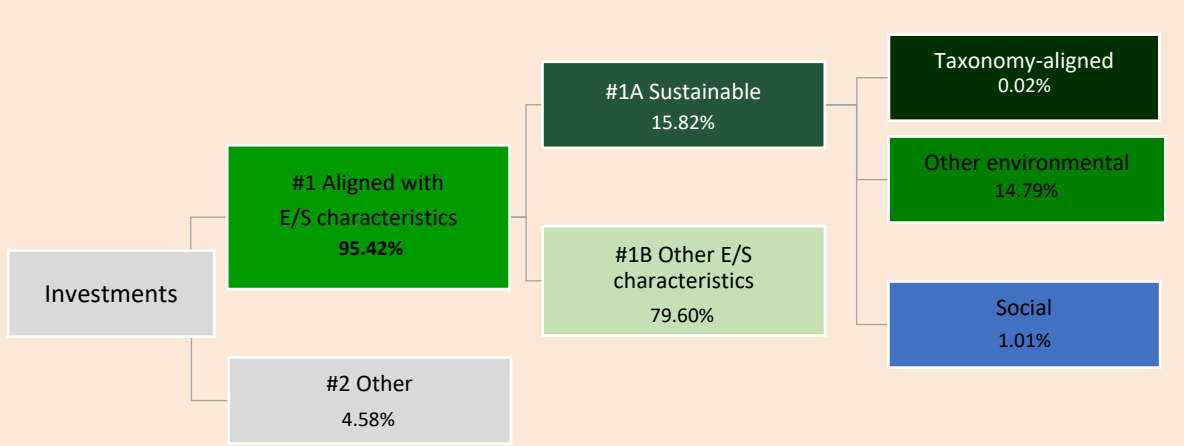 Investments
#1 Aligned with
E/S characteristics
95.42%
#2 Other
4.58%
#1A Sustainable
15.82%
#1B Other E/S
characteristics
79.60%
Taxonomy-aligned
0.02%
Other environmental
14.79%
Social
1.01%